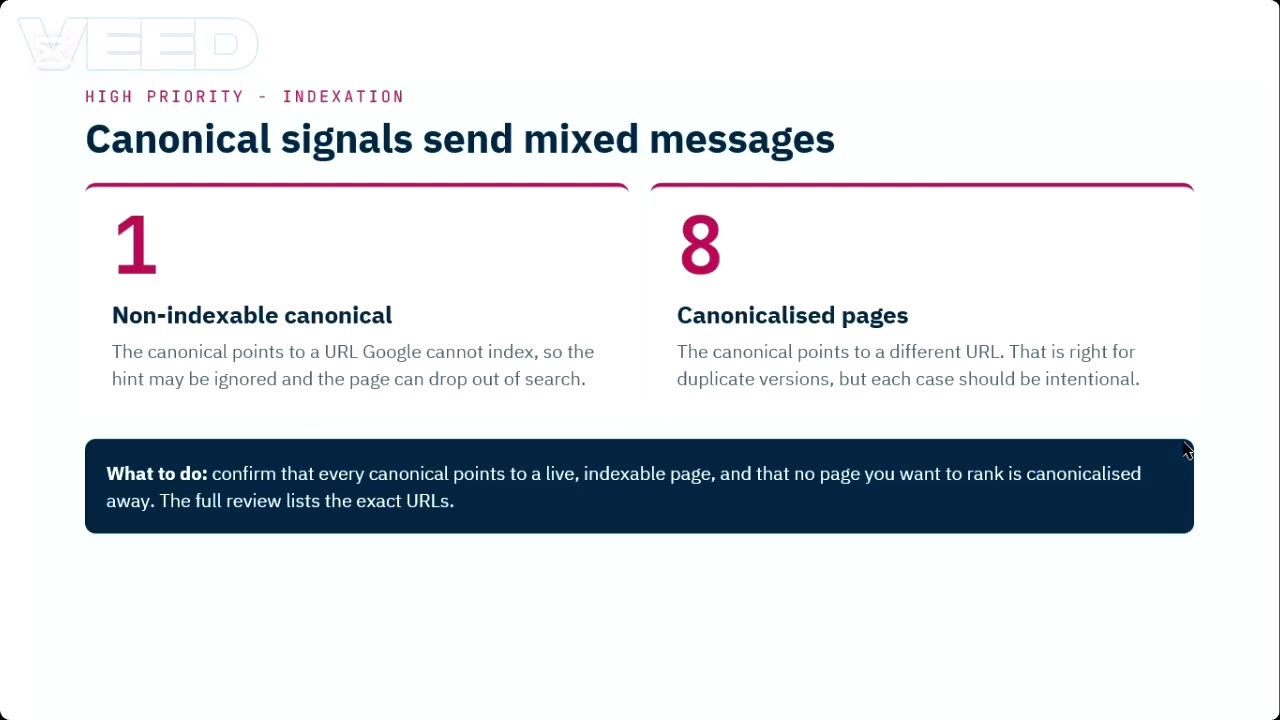 VEED
HIGH PRIORITY - INDEXATION
Canonical signals send mixed messages
1
Non-indexable canonical
The canonical points to a URL Google cannot index, so the
hint may be ignored and the page can drop out of search.
8
Canonicalised pages
The canonical points to a different URL. That is right for
duplicate versions, but each case should be intentional.
What to do: confirm that every canonical points to a live, indexable page, and that no page you want to rank is canonicalised
away. The full review lists the exact URLs.